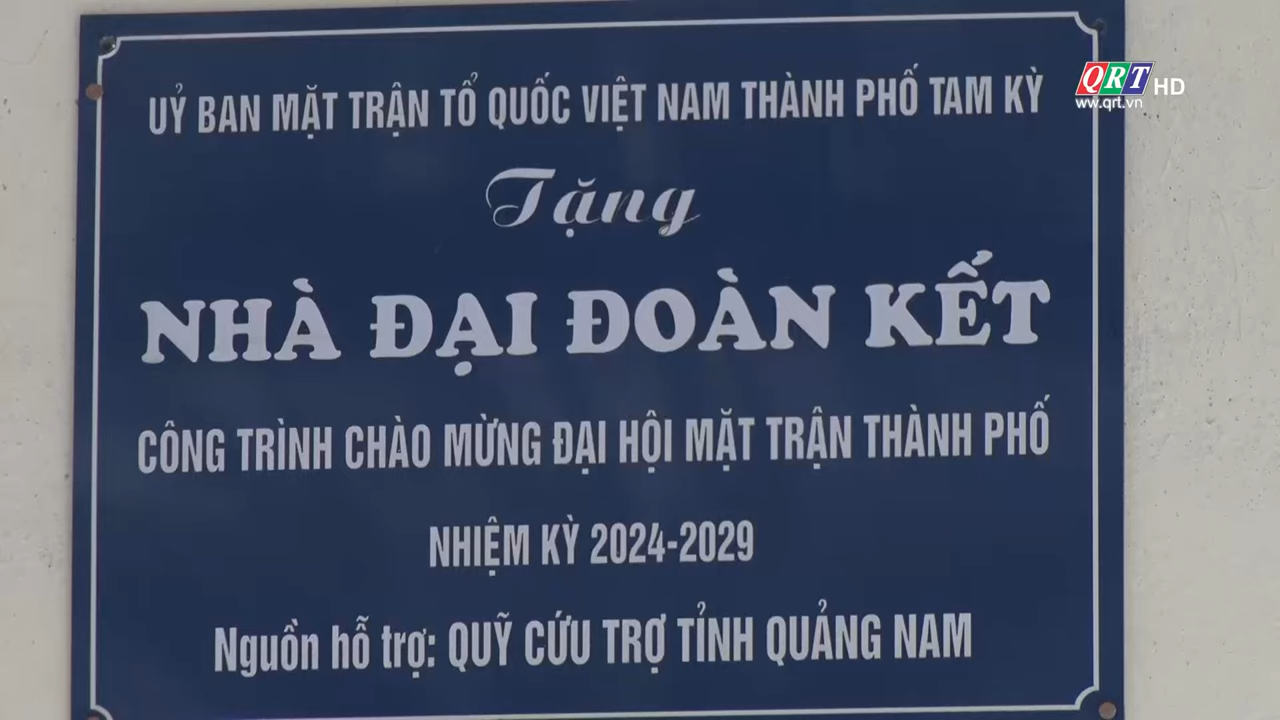 QRT HD
www.qrt.vn
UỶ BAN MẶT TRẬN TỔ QUỐC VIỆT NAM THÀNH PHỐ TAM KỲ
Tặng
NHÀ ĐẠI ĐOÀN KẾT
CÔNG TRÌNH CHÀO MỪNG ĐẠI HỘI MẶT TRẬN THÀNH PHỐ
NHIỆM KỲ 2024-2029
Nguồn hỗ trợ: QUỸ CỨU TRỢ TỈNH QUẢNG NAM